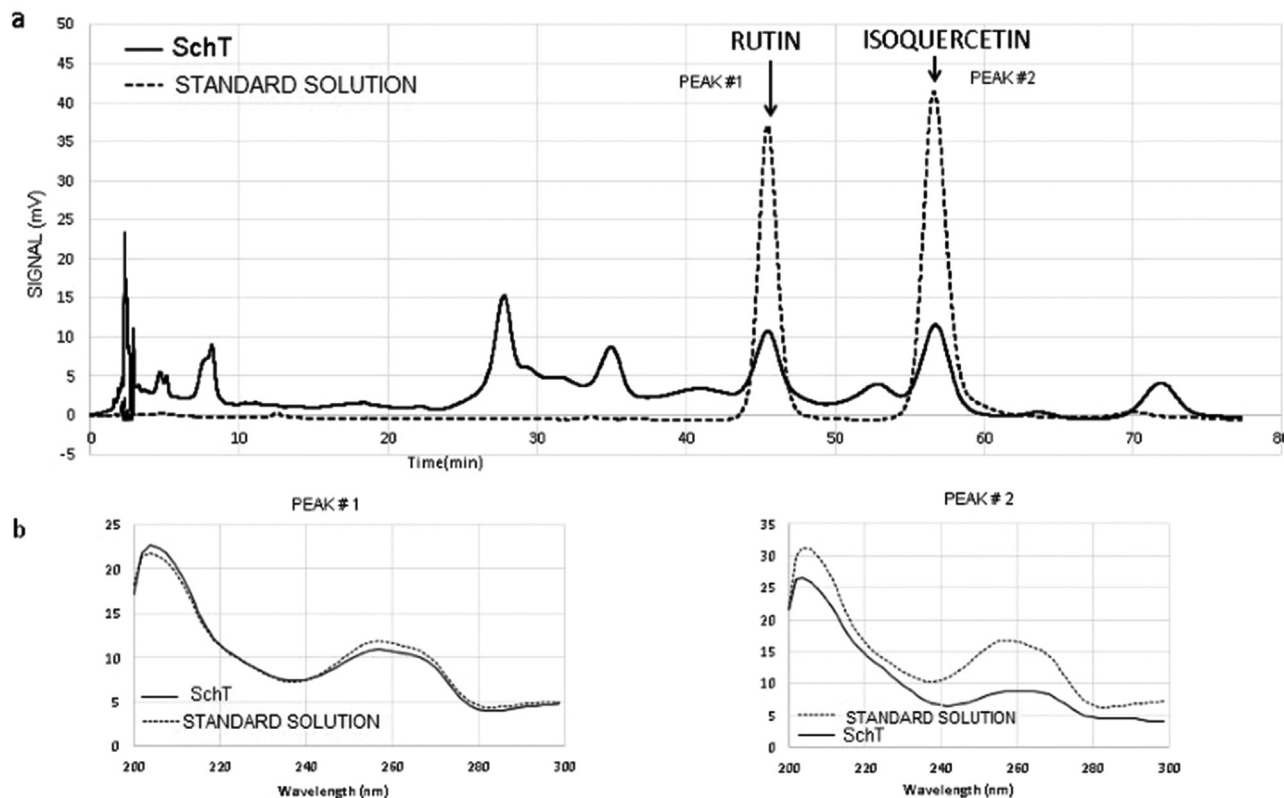 a
50
45
40
35
30
25
20
15
10
5
0
-5
SIGNAL (mV)
SchT
STANDARD SOLUTION
RUTIN
PEAK #1
ISOQUERCETIN
PEAK #2
0 10 20 30 40 50 60 70 80
Time(min)
b
PEAK # 1
25
20
15
10
5
0
SchT
STANDARD SOLUTION
200 220 240 260 280 300
Wavelength (nm)
PEAK # 2
35
30
25
20
15
10
5
0
STANDARD SOLUTION
SchT
200 220 240 260 280 300
Wavelength (nm)